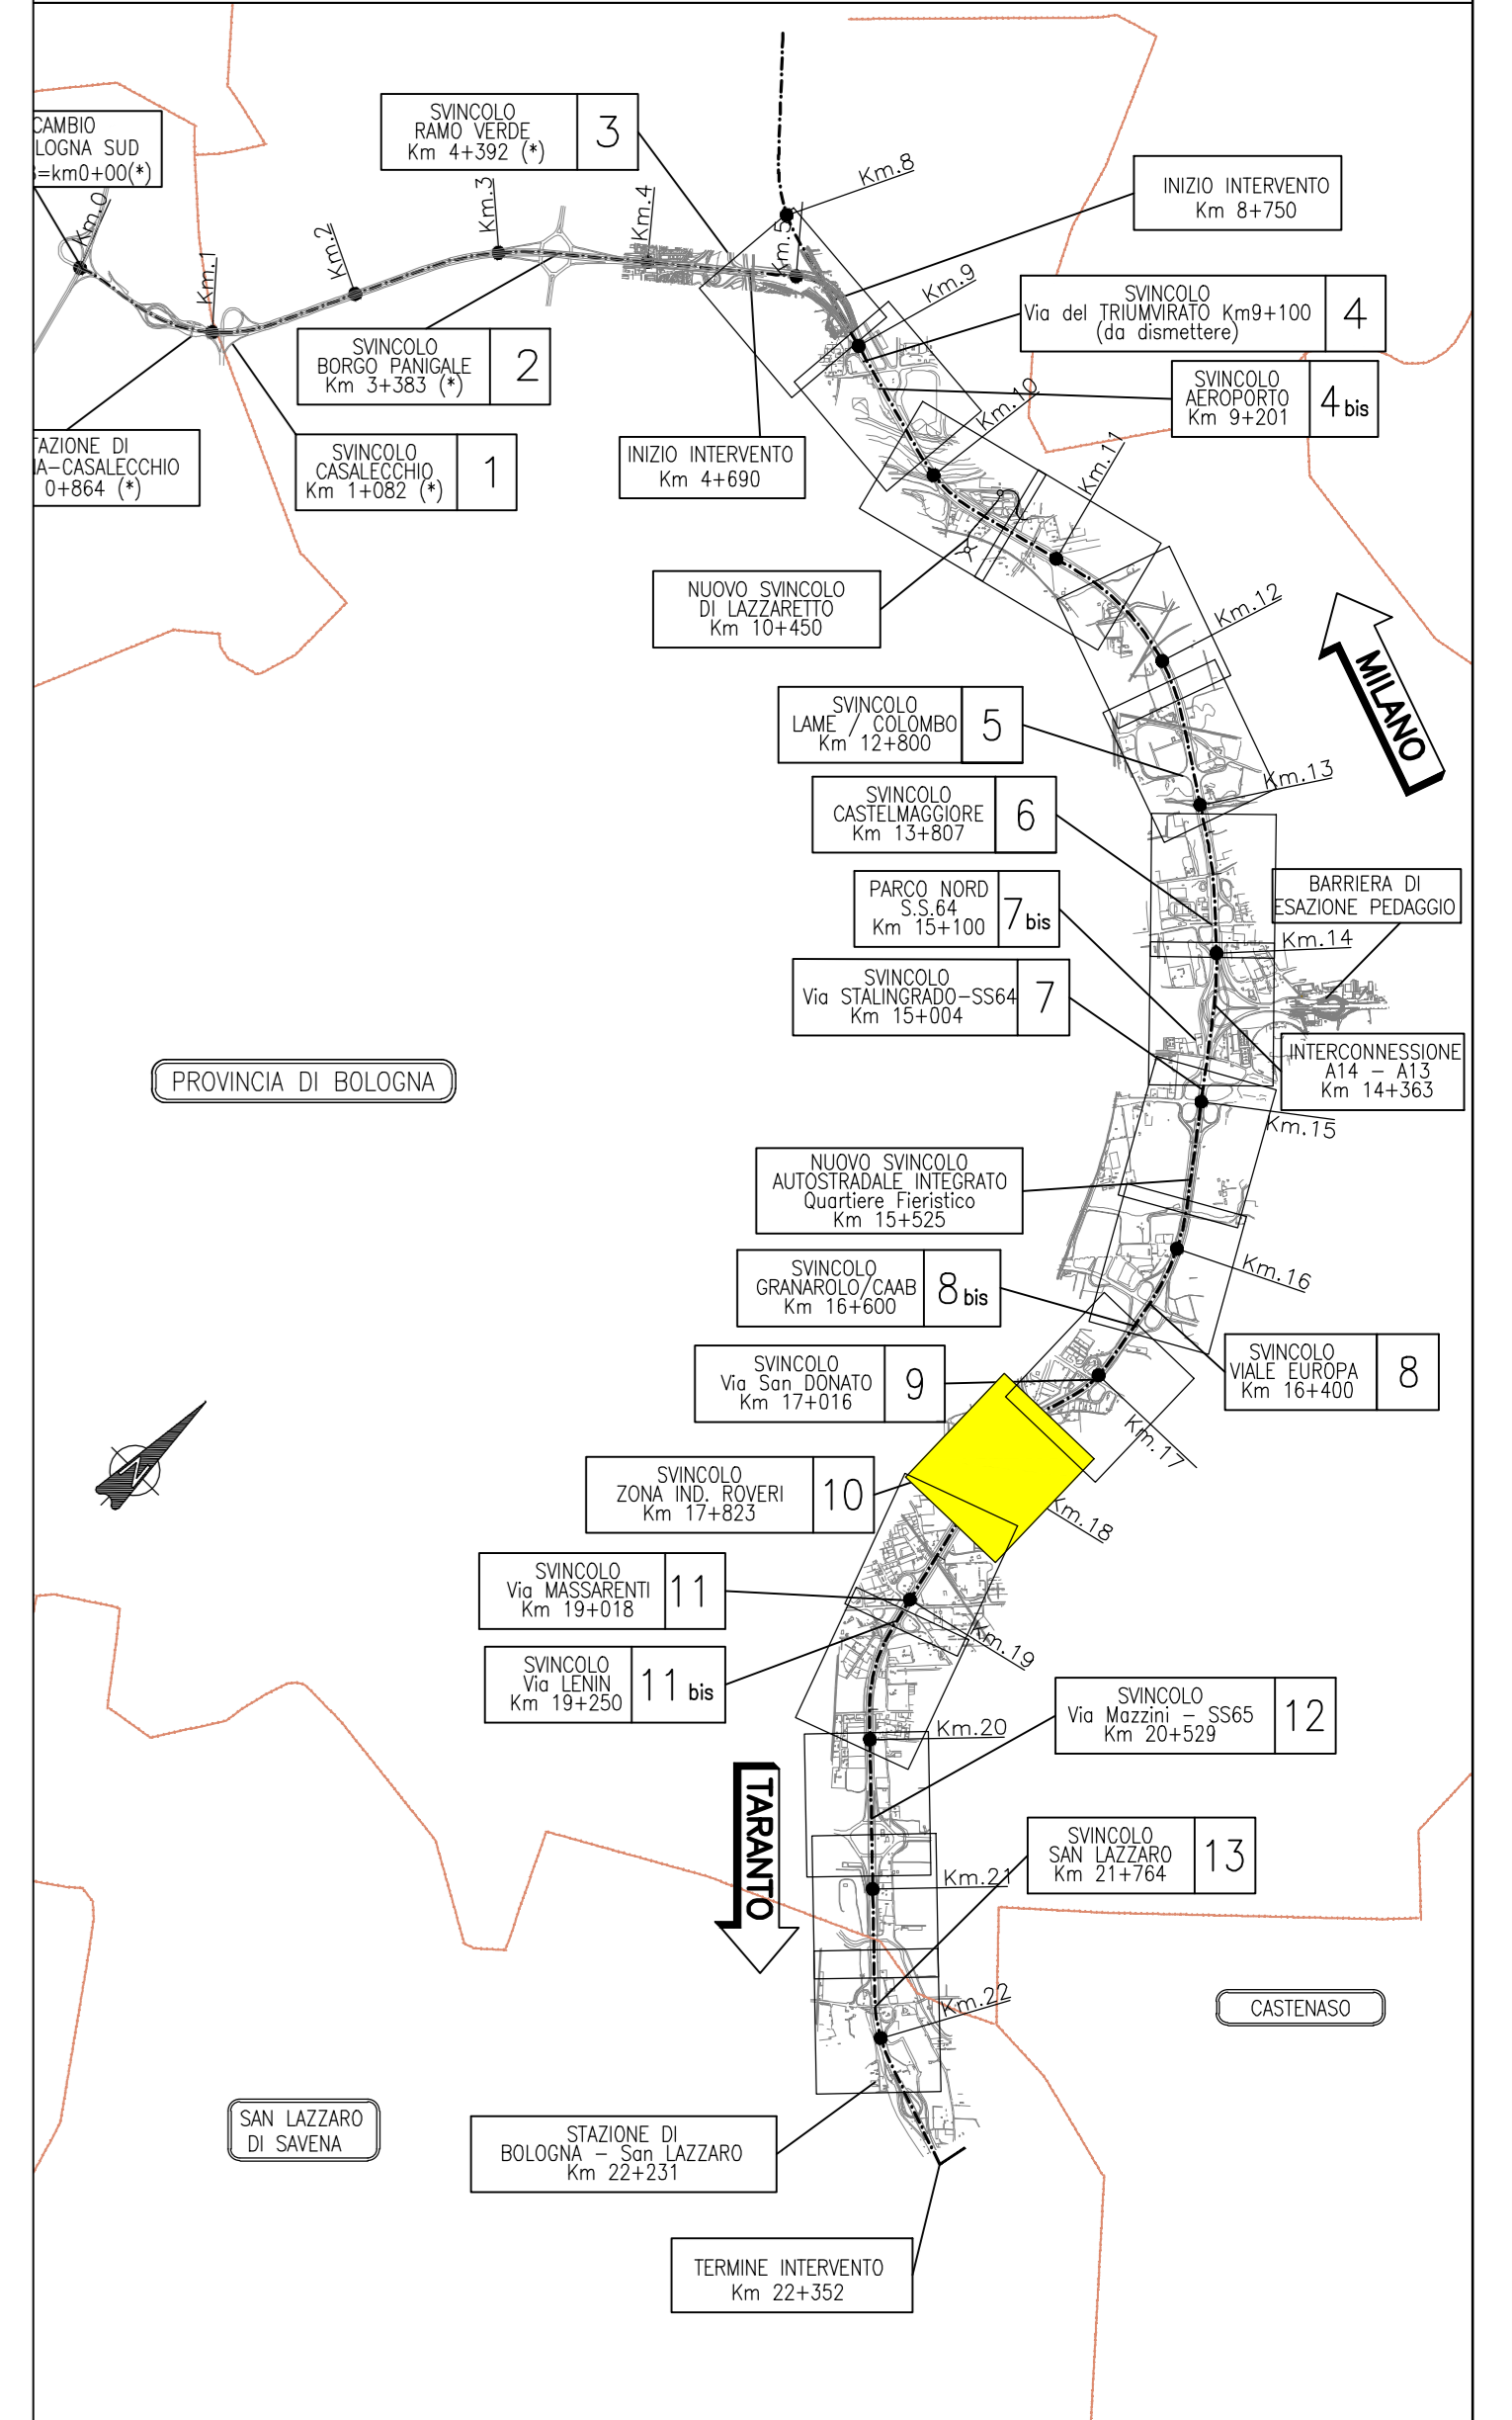 CAMBIO
LOGNA SUD
=km0+00(*)
SVINCOLO
RAMO VERDE
Km 4+392 (*)
3
INIZIO INTERVENTO
Km 8+750
Km.0
Km.1
Km.2
Km.3
Km.4
Km.5
Km.8
Km.9
SVINCOLO
Via del TRIUMVIRATO Km9+100
(da dismettere)
4
SVINCOLO
BORGO PANIGALE
Km 3+383 (*)
2
SVINCOLO
AEROPORTO
Km 9+201
4 bis
TAZIONE DI
NA-CASALECCHIO
0+864 (*)
SVINCOLO
CASALECCHIO
Km 1+082 (*)
1
INIZIO INTERVENTO
Km 4+690
Km.10
Km.11
NUOVO SVINCOLO
DI LAZZARETTO
Km 10+450
Km.12
MILANO
SVINCOLO
LAME / COLOMBO
Km 12+800
5
Km.13
SVINCOLO
CASTELMAGGIORE
Km 13+807
6
PARCO NORD
S.S.64
Km 15+100
7 bis
BARRIERA DI
ESAZIONE PEDAGGIO
Km.14
SVINCOLO
Via STALINGRADO-SS64
Km 15+004
7
INTERCONNESSIONE
A14 - A13
Km 14+363
PROVINCIA DI BOLOGNA
Km.15
NUOVO SVINCOLO
AUTOSTRADALE INTEGRATO
Quartiere Fieristico
Km 15+525
Km.16
SVINCOLO
GRANAROLO/CAAB
Km 16+600
8 bis
SVINCOLO
VIALE EUROPA
Km 16+400
8
SVINCOLO
Via San DONATO
Km 17+016
9
Km.17
N
SVINCOLO
ZONA IND. ROVERI
Km 17+823
10
Km.18
SVINCOLO
Via MASSARENTI
Km 19+018
11
Km.19
SVINCOLO
Via LENIN
Km 19+250
11 bis
SVINCOLO
Via Mazzini - SS65
Km 20+529
12
Km.20
TARANTO
SVINCOLO
SAN LAZZARO
Km 21+764
13
Km.21
Km.22
CASTENASO
SAN LAZZARO
DI SAVENA
STAZIONE DI
BOLOGNA - San LAZZARO
Km 22+231
TERMINE INTERVENTO
Km 22+352